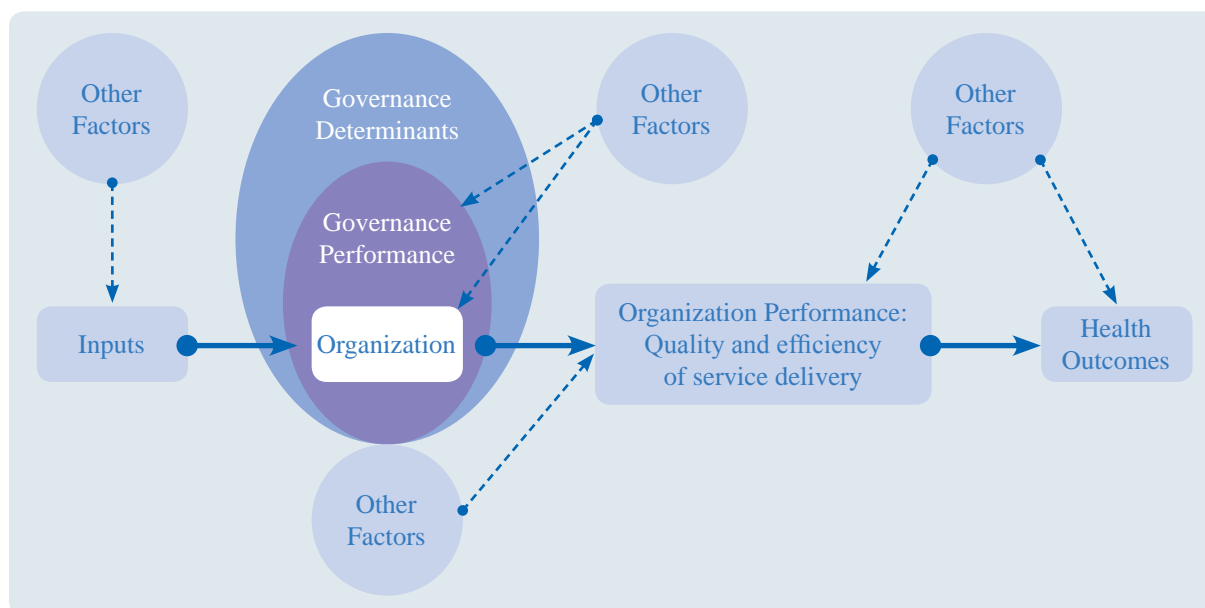 Other
Factors
Governance
Determinants
Other
Factors
Other
Factors
Governance
Performance
Inputs
Organization
Organization Performance:
Quality and efficiency
of service delivery
Health
Outcomes
Other
Factors